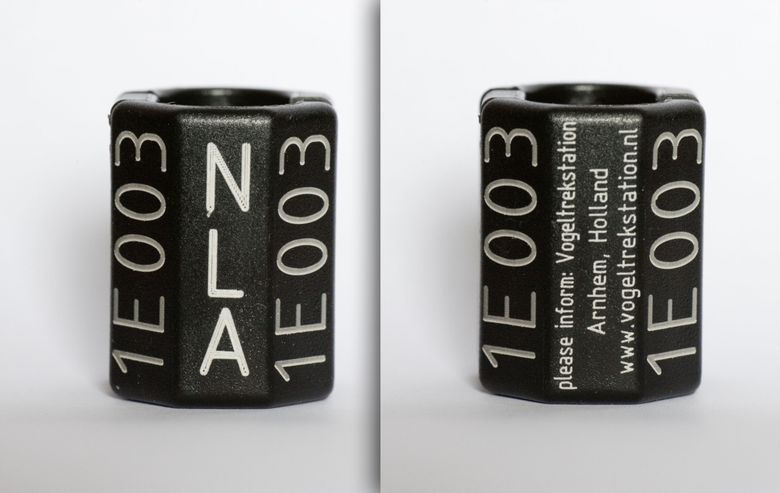 1E003
NLA
1E003
1E003
please inform: Vogeltrekstation
Arnhem, Holland
www.vogeltrekstation.nl
1E003